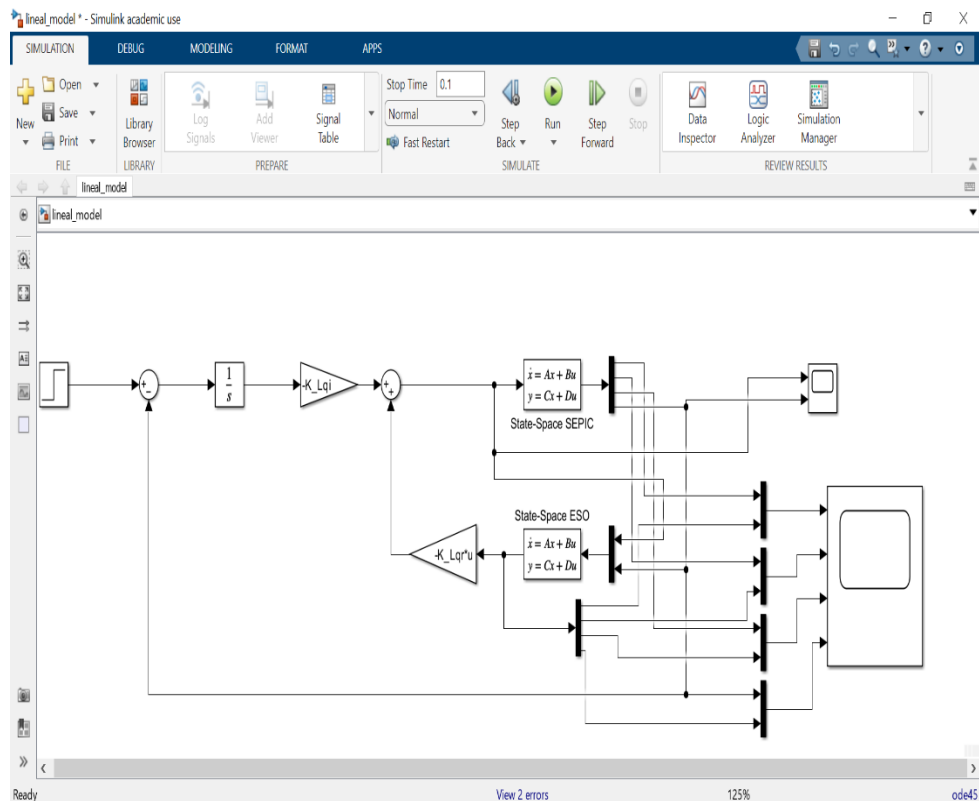 lineal_model * - Simulink academic use
SIMULATION DEBUG MODELING FORMAT APPS
New
Open
Save
Print
FILE
Library Browser
LIBRARY
Log Signals
Add Viewer
Signal Table
PREPARE
Stop Time 0.1
Normal
Fast Restart
Step Back
Run
Step Forward
Stop
SIMULATE
Data Inspector
Logic Analyzer
Simulation Manager
REVIEW RESULTS
lineal_model
lineal_model
1
s
-K_Lqi
ẋ = Ax + Bu
y = Cx + Du
State-Space SEPIC
State-Space ESO
ẋ = Ax + Bu
y = Cx + Du
-K_Lqr*u
Ready View 2 errors 125% ode45